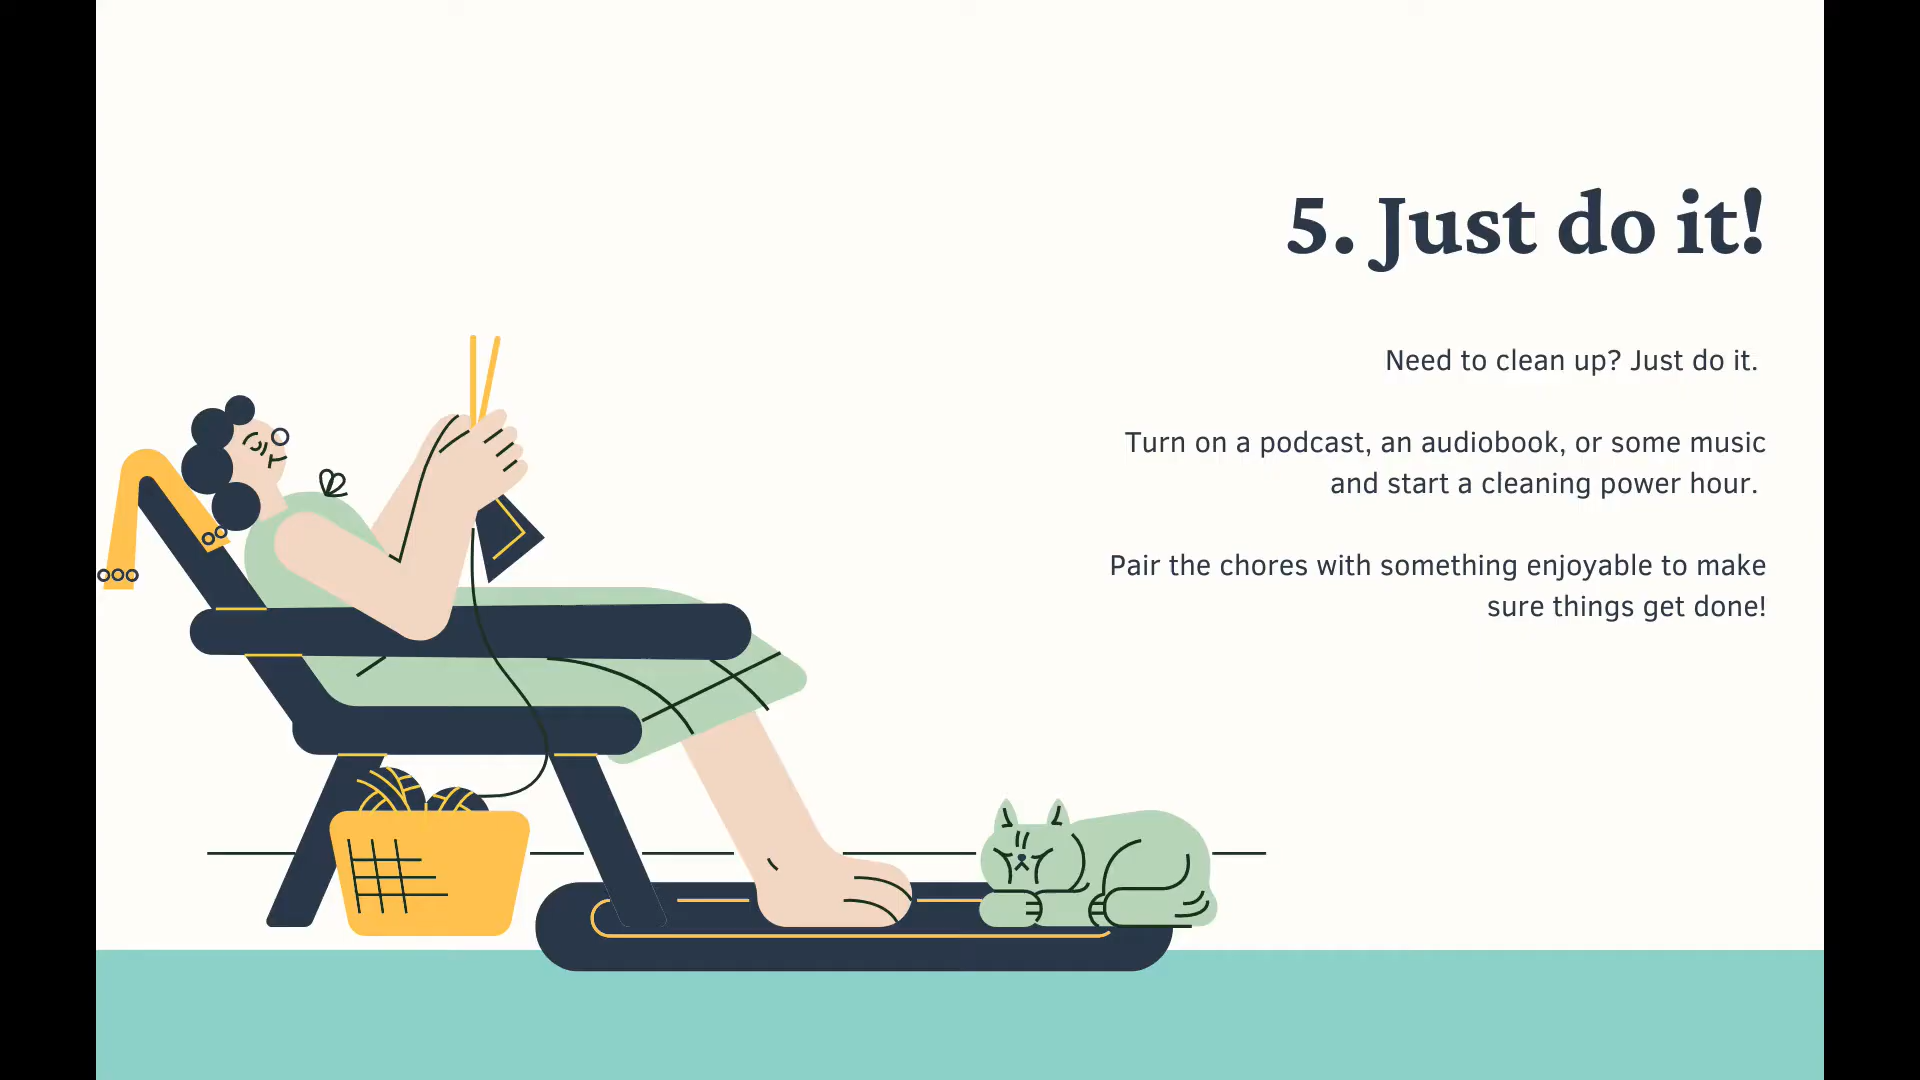 5. Just do it!
Need to clean up? Just do it.
Turn on a podcast, an audiobook, or some music
and start a cleaning power hour.
Pair the chores with something enjoyable to make
sure things get done!